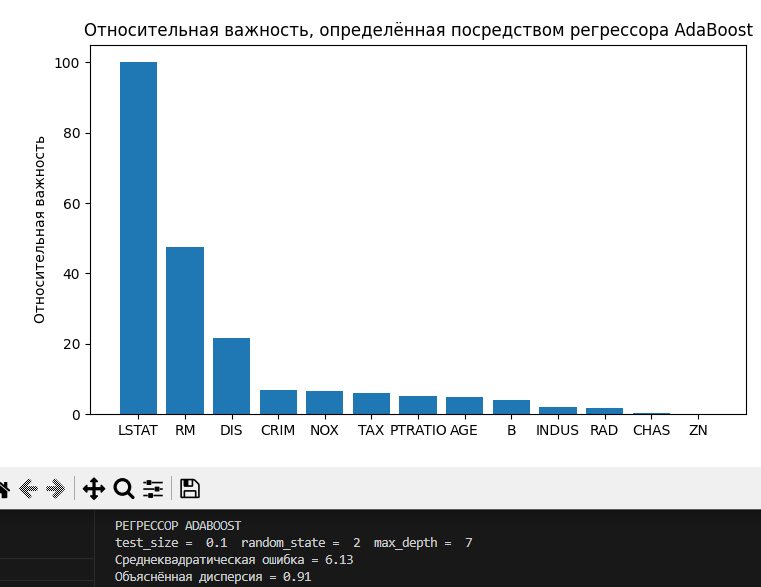 Относительная важность, определённая посредством регрессора AdaBoost
100
80
60
40
20
0
Относительная важность
LSTAT RM DIS CRIM NOX TAX PTRATIO AGE B INDUS RAD CHAS ZN
РЕГРЕССОР ADABOOST
test_size =  0.1  random_state =  2  max_depth =  7
Среднеквадратическая ошибка = 6.13
Объяснённая дисперсия = 0.91